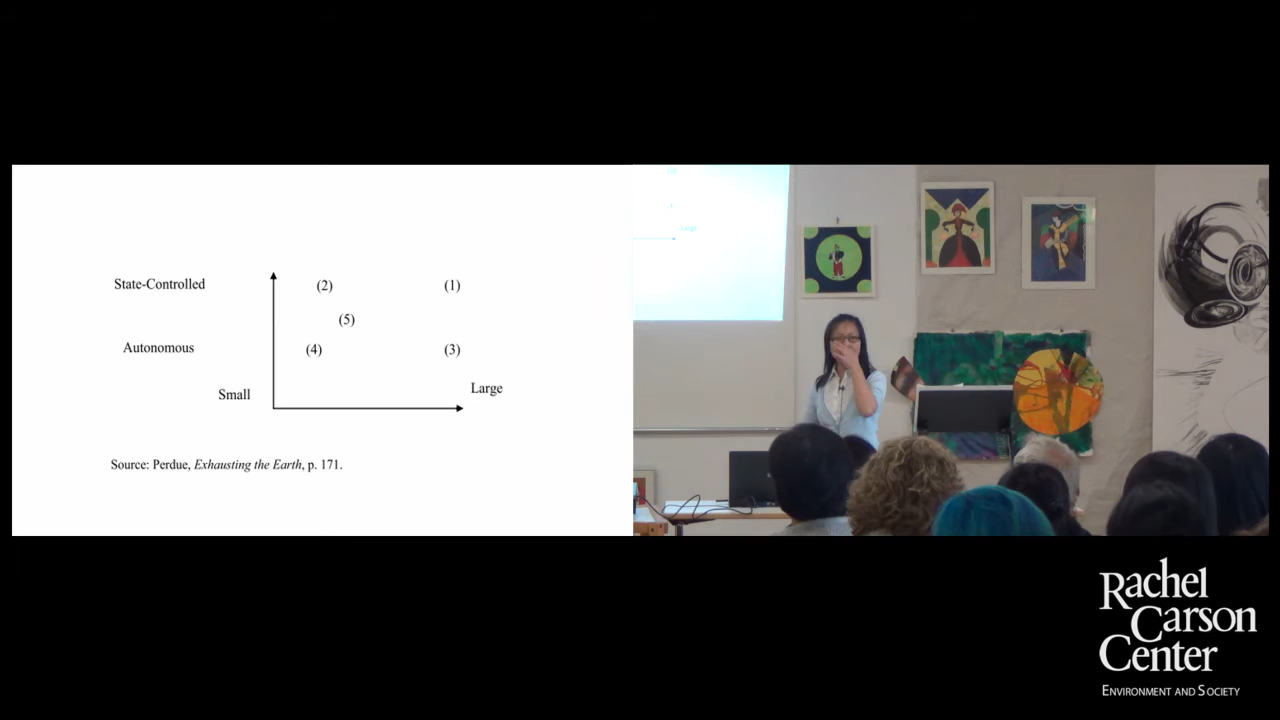 State-Controlled
(2)
(1)
(5)
Autonomous
(4)
(3)
Small
Large
Source: Perdue, Exhausting the Earth, p. 171.
Large
Rachel
Carson
Center
Environment and Society